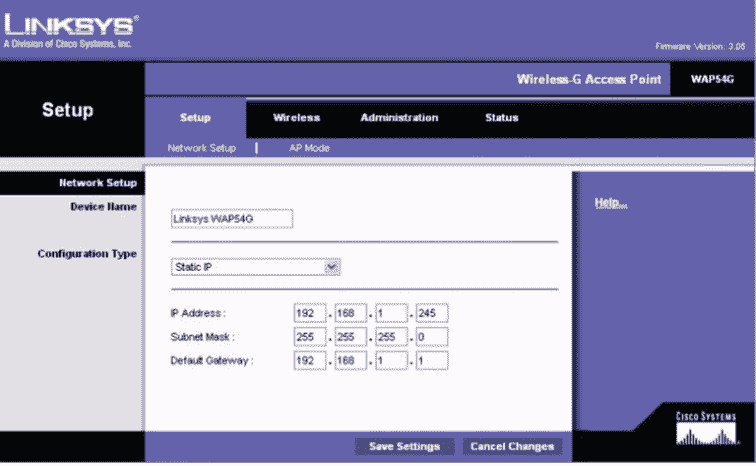 LINKSYS®
A Division of Cisco Systems, Inc.
Firmware Version: 3.05
Wireless-G Access Point WAP54G
Setup
Setup Wireless Administration Status
Network Setup | AP Mode
Network Setup
Device Name
Linksys WAP54G
Help...
Configuration Type
Static IP
IP Address : 192 . 168 . 1 . 245
Subnet Mask : 255 . 255 . 255 . 0
Default Gateway : 192 . 168 . 1 . 1
CISCO SYSTEMS
Save Settings Cancel Changes